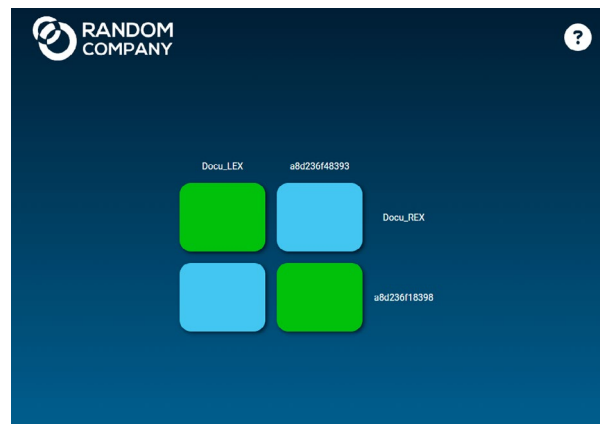 RANDOM
COMPANY
?
Docu_LEX a8d236f48393
Docu_REX
a8d236f18398